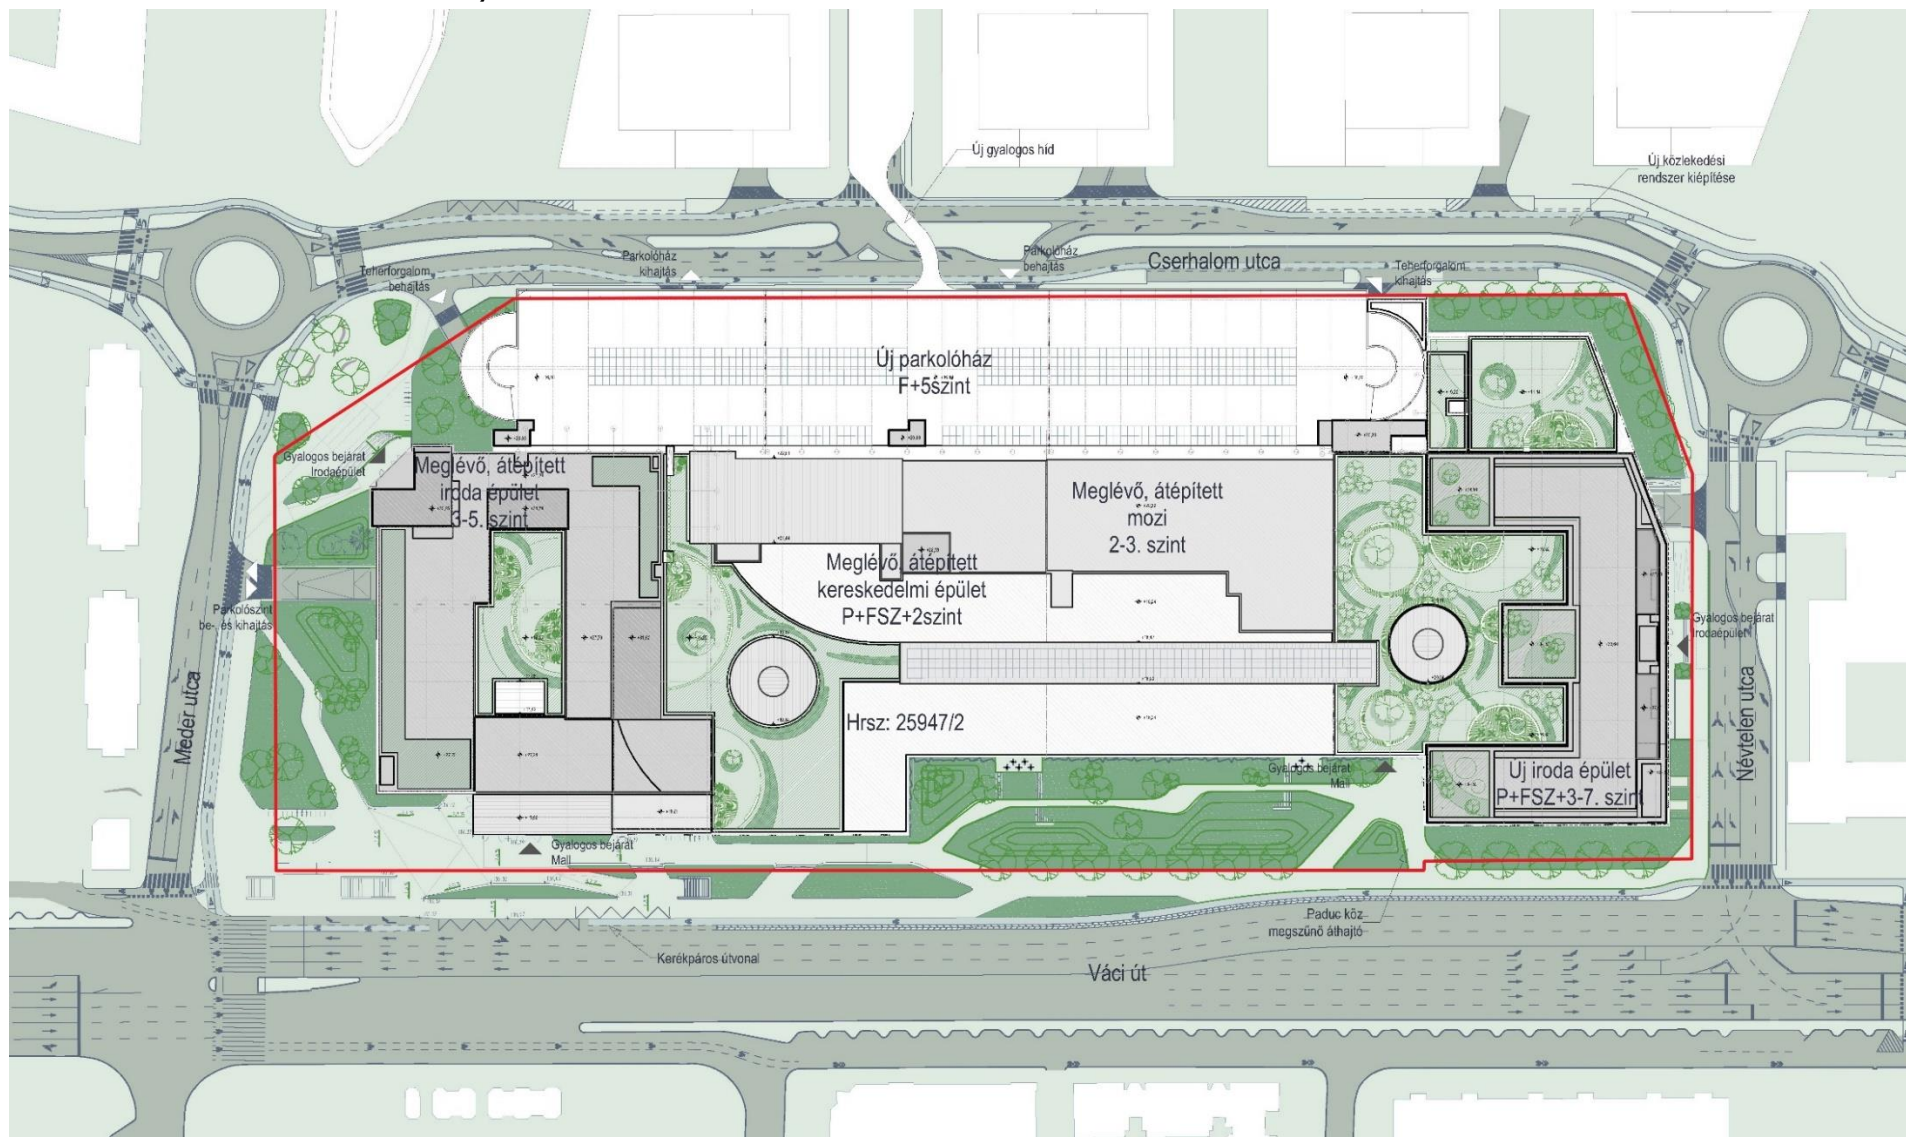 Új gyalogos híd
Új közlekedési
rendszer kiépítése
Parkolóház
kihajtás
Parkolóház
behajtás
Cserhalom utca
Teherforgalom
behajtás
Teherforgalom
kihajtás
Új parkolóház
F+5szint
Gyalogos bejárat
Irodaépület
Meglévő, átépített
iroda épület
3-5. szint
Meglévő, átépített
mozi
2-3. szint
Meglévő, átépített
kereskedelmi épület
P+FSZ+2szint
Parkolószint
be-, és kihajtás
Gyalogos bejárat
Irodaépület
Meder utca
Hrsz: 25947/2
Névtelen utca
Gyalogos bejárat
Mall
Új iroda épület
P+FSZ+3-7. szint
Gyalogos bejárat
Mall
Paduc köz
megszűnő áthajtó
Kerékpáros útvonal
Váci út